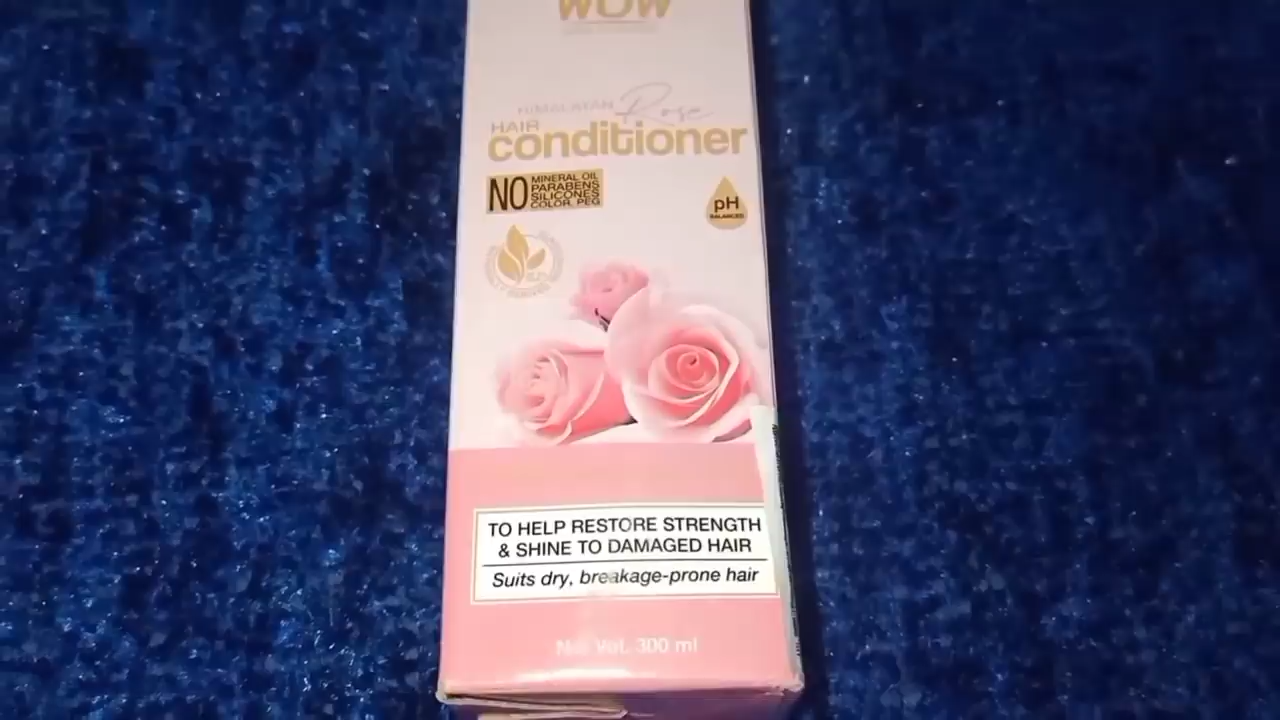 WOW
HIMALAYAN Rose
HAIR
conditioner
NO MINERAL OIL
PARABENS
SILICONES
COLOR, PEG
pH
BALANCED
TO HELP RESTORE STRENGTH
& SHINE TO DAMAGED HAIR
Suits dry, breakage-prone hair
Net Vol. 300 ml